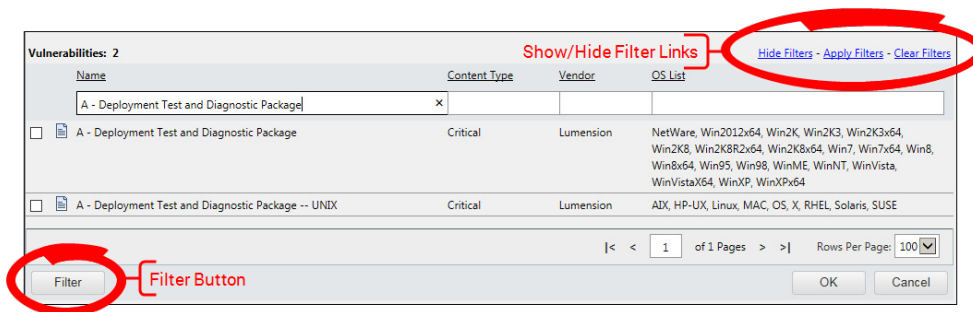 Vulnerabilities: 2
Show/Hide Filter Links
Hide Filters - Apply Filters - Clear Filters
Name Content Type Vendor OS List
A - Deployment Test and Diagnostic Package ×
A - Deployment Test and Diagnostic Package Critical Lumension NetWare, Win2012x64, Win2K, Win2K3, Win2K3x64,
Win2K8, Win2K8R2x64, Win2K8x64, Win7, Win7x64, Win8,
Win8x64, Win95, Win98, WinME, WinNT, WinVista,
WinVistaX64, WinXP, WinXPx64
A - Deployment Test and Diagnostic Package -- UNIX Critical Lumension AIX, HP-UX, Linux, MAC, OS, X, RHEL, Solaris, SUSE
|< < 1 of 1 Pages > >| Rows Per Page: 100
Filter
Filter Button
OK Cancel